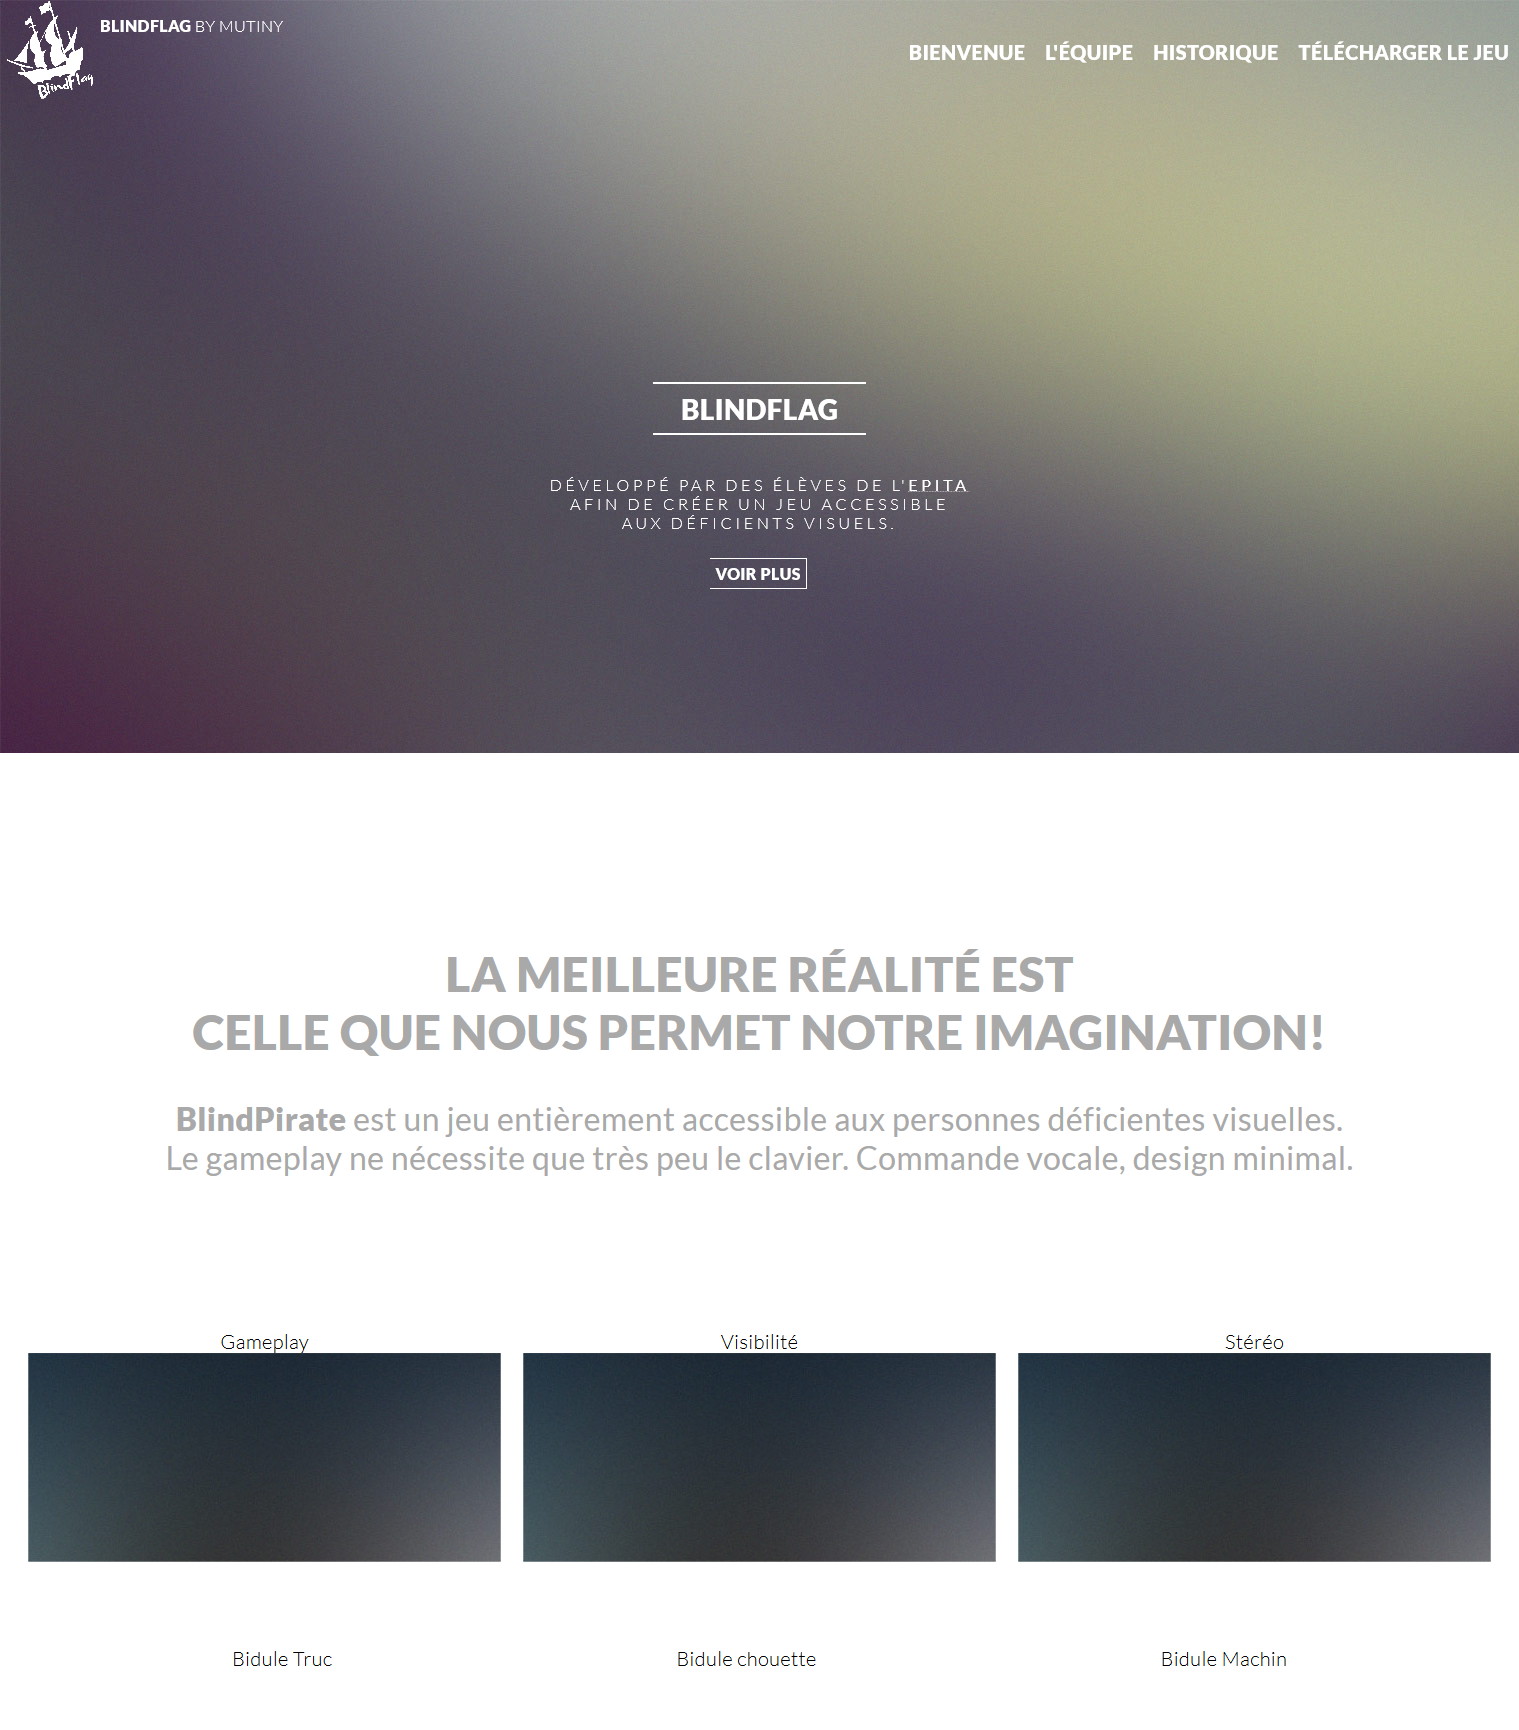 BlindFlag
BLINDFLAG BY MUTINY
BIENVENUE L'ÉQUIPE HISTORIQUE TÉLÉCHARGER LE JEU
BLINDFLAG
DÉVELOPPÉ PAR DES ÉLÈVES DE L'EPITA
AFIN DE CRÉER UN JEU ACCESSIBLE
AUX DÉFICIENTS VISUELS.
VOIR PLUS
LA MEILLEURE RÉALITÉ EST
CELLE QUE NOUS PERMET NOTRE IMAGINATION!
BlindPirate est un jeu entièrement accessible aux personnes déficientes visuelles.
Le gameplay ne nécessite que très peu le clavier. Commande vocale, design minimal.
Gameplay Visibilité Stéréo
Bidule Truc Bidule chouette Bidule Machin